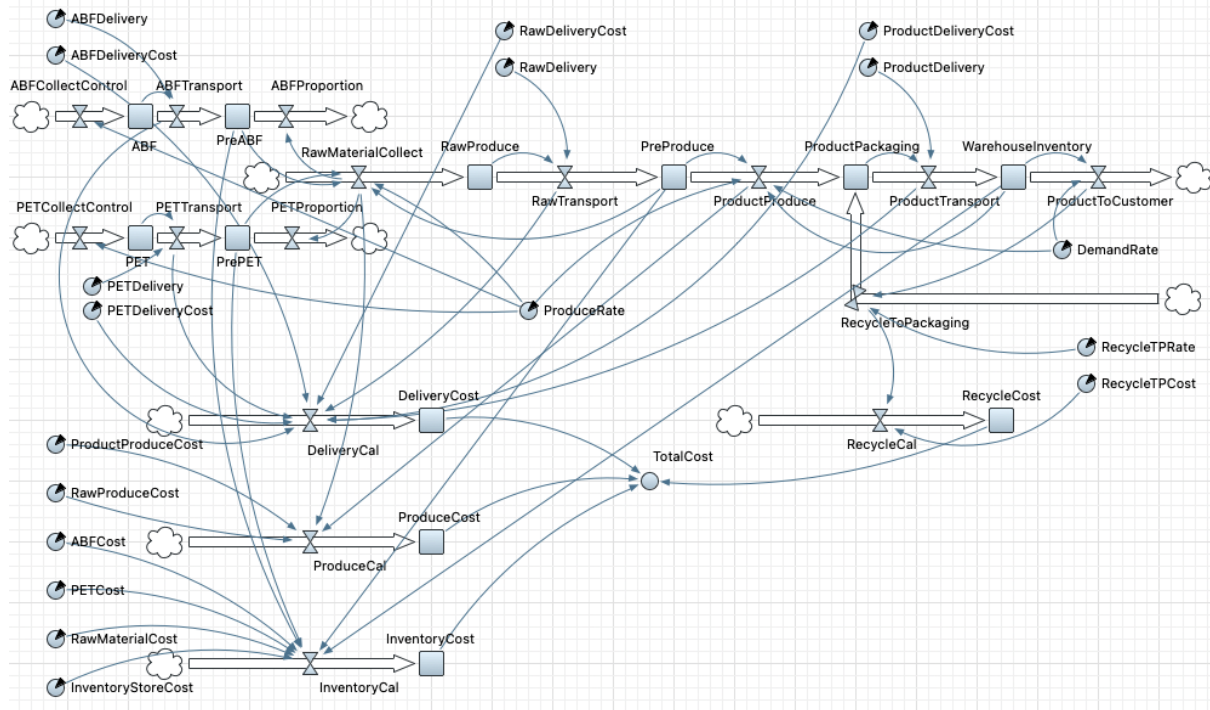 ABFDelivery
RawDeliveryCost
ProductDeliveryCost
ABFDeliveryCost
RawDelivery
ProductDelivery
ABFCollectControl
ABFTransport
ABFProportion
ABF
PreABF
RawMaterialCollect
RawProduce
PreProduce
ProductPackaging
WarehouseInventory
RawTransport
ProductProduce
ProductTransport
ProductToCustomer
PETCollectControl
PETTransport
PETProportion
PET
PrePET
DemandRate
PETDelivery
PETDeliveryCost
ProduceRate
RecycleToPackaging
RecycleTPRate
RecycleTPCost
DeliveryCost
RecycleCost
ProductProduceCost
DeliveryCal
RecycleCal
TotalCost
RawProduceCost
ProduceCost
ABFCost
ProduceCal
PETCost
RawMaterialCost
InventoryCost
InventoryStoreCost
InventoryCal